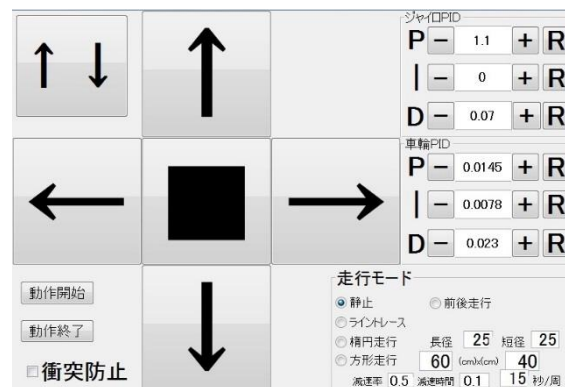 ジャイロPID
P − 1.1 + R
I − 0 + R
D − 0.07 + R
車輪PID
P − 0.0145 + R
I − 0.0078 + R
D − 0.023 + R
動作開始
動作終了
衝突防止
走行モード
静止 前後走行
ライントレース
楕円走行 長径 25 短径 25
方形走行 60 (cm)x(cm) 40
減速率 0.5 減速時間 0.1 15 秒/周